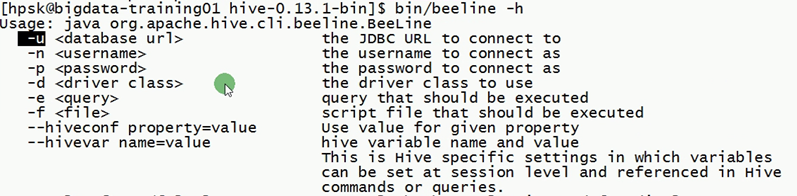 [hpsk@bigdata-training01 hive-0.13.1-bin]$ bin/beeline -h
Usage: java org.apache.hive.cli.beeline.BeeLine
-u <database url> the JDBC URL to connect to
-n <username> the username to connect as
-p <password> the password to connect as
-d <driver class> the driver class to use
-e <query> query that should be executed
-f <file> script file that should be executed
--hiveconf property=value Use value for given property
--hivevar name=value hive variable name and value
This is Hive specific settings in which variables
can be set at session level and referenced in Hive
commands or queries.